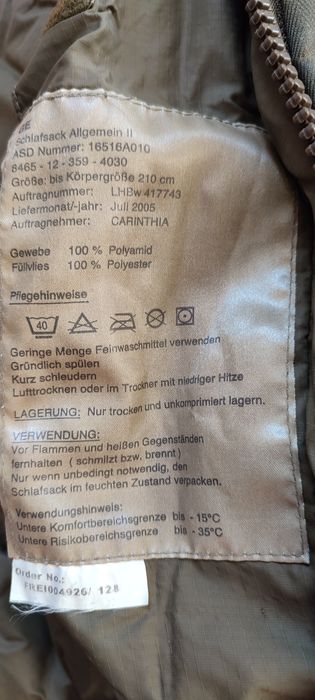 GE
Schlafsack Allgemein II
ASD Nummer: 16516A010
8465 - 12 - 359 - 4030
Größe: bis Körpergröße 210 cm
Auftragnummer: LHBw 417743
Liefermonat/-jahr: Juli 2005
Auftragnehmer: CARINTHIA
Gewebe 100 % Polyamid
Füllvlies 100 % Polyester
Pflegehinweise
40
Geringe Menge Feinwaschmittel verwenden
Gründlich spülen
Kurz schleudern
Lufttrocknen oder im Trockner mit niedriger Hitze
LAGERUNG: Nur trocken und unkomprimiert lagern.
VERWENDUNG:
Vor Flammen und heißen Gegenständen
fernhalten ( schmilzt bzw. brennt )
Nur wenn unbedingt notwendig, den
Schlafsack im feuchten Zustand verpacken.
Verwendungshinweis:
Untere Komfortbereichsgrenze bis - 15°C
Untere Risikobereichsgrenze bis - 35°C
Order No.:
FREI004926/ 128